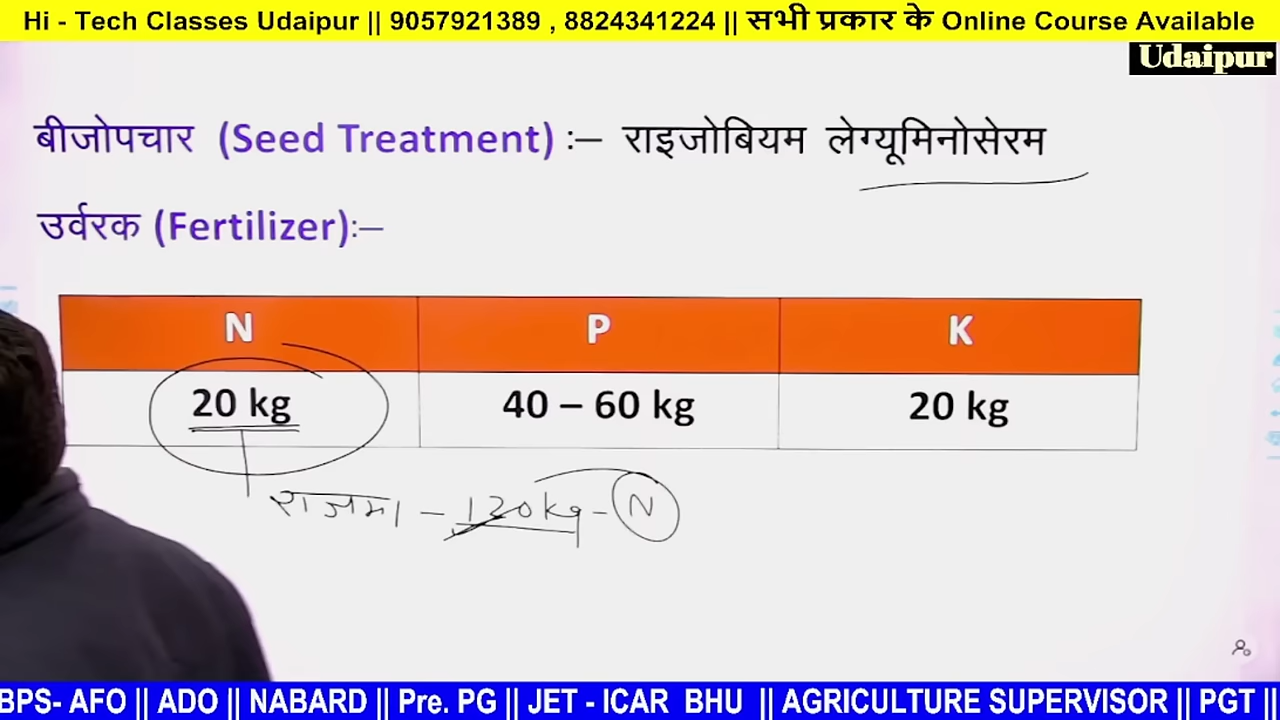 Hi - Tech Classes Udaipur || 9057921389 , 8824341224 || सभी प्रकार के Online Course Available
Udaipur
बीजोपचार (Seed Treatment) :– राइजोबियम लेग्यूमिनोसेरम
उर्वरक (Fertilizer):–
N P K
20 kg 40 – 60 kg 20 kg
राजमा – 120 kg – N
BPS- AFO || ADO || NABARD || Pre. PG || JET - ICAR BHU || AGRICULTURE SUPERVISOR || PGT ||